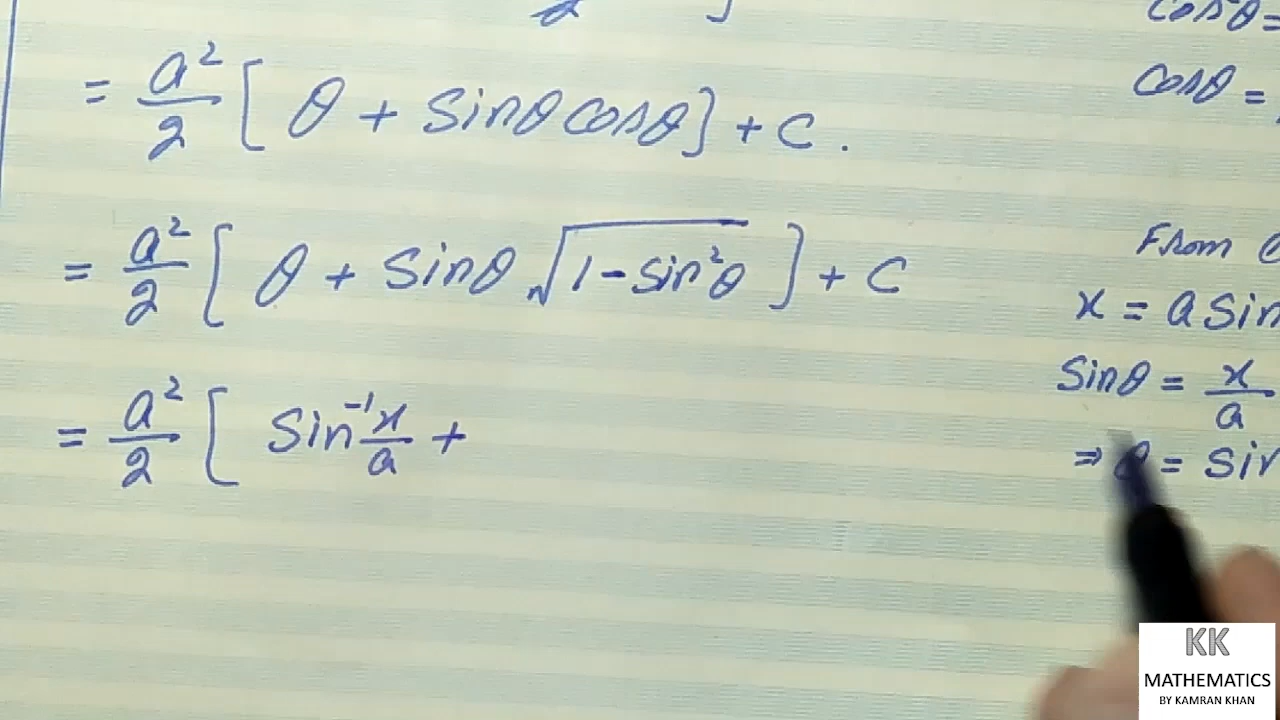 cosθ =
= a²/2 [ θ + Sinθ cosθ ] + C .
= a²/2 [ θ + Sinθ √(1 - Sin²θ) ] + C
From
x = a Sin
Sinθ = x/a
= a²/2 [ Sin⁻¹ x/a +
⇒ θ = Sin
KK
MATHEMATICS
BY KAMRAN KHAN